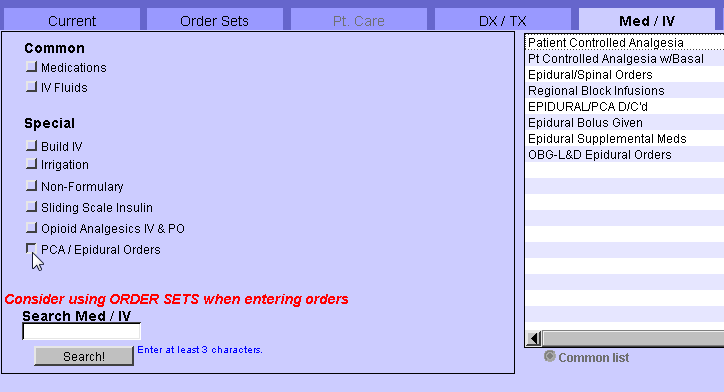 Current
Order Sets
Pt. Care
DX / TX
Med / IV
Common
Medications
IV Fluids
Special
Build IV
Irrigation
Non-Formulary
Sliding Scale Insulin
Opioid Analgesics IV & PO
PCA / Epidural Orders
Consider using ORDER SETS when entering orders
Search Med / IV
Search!
Enter at least 3 characters.
Patient Controlled Analgesia
Pt Controlled Analgesia w/Basal
Epidural/Spinal Orders
Regional Block Infusions
EPIDURAL/PCA D/C'd
Epidural Bolus Given
Epidural Supplemental Meds
OBG-L&D Epidural Orders
Common list